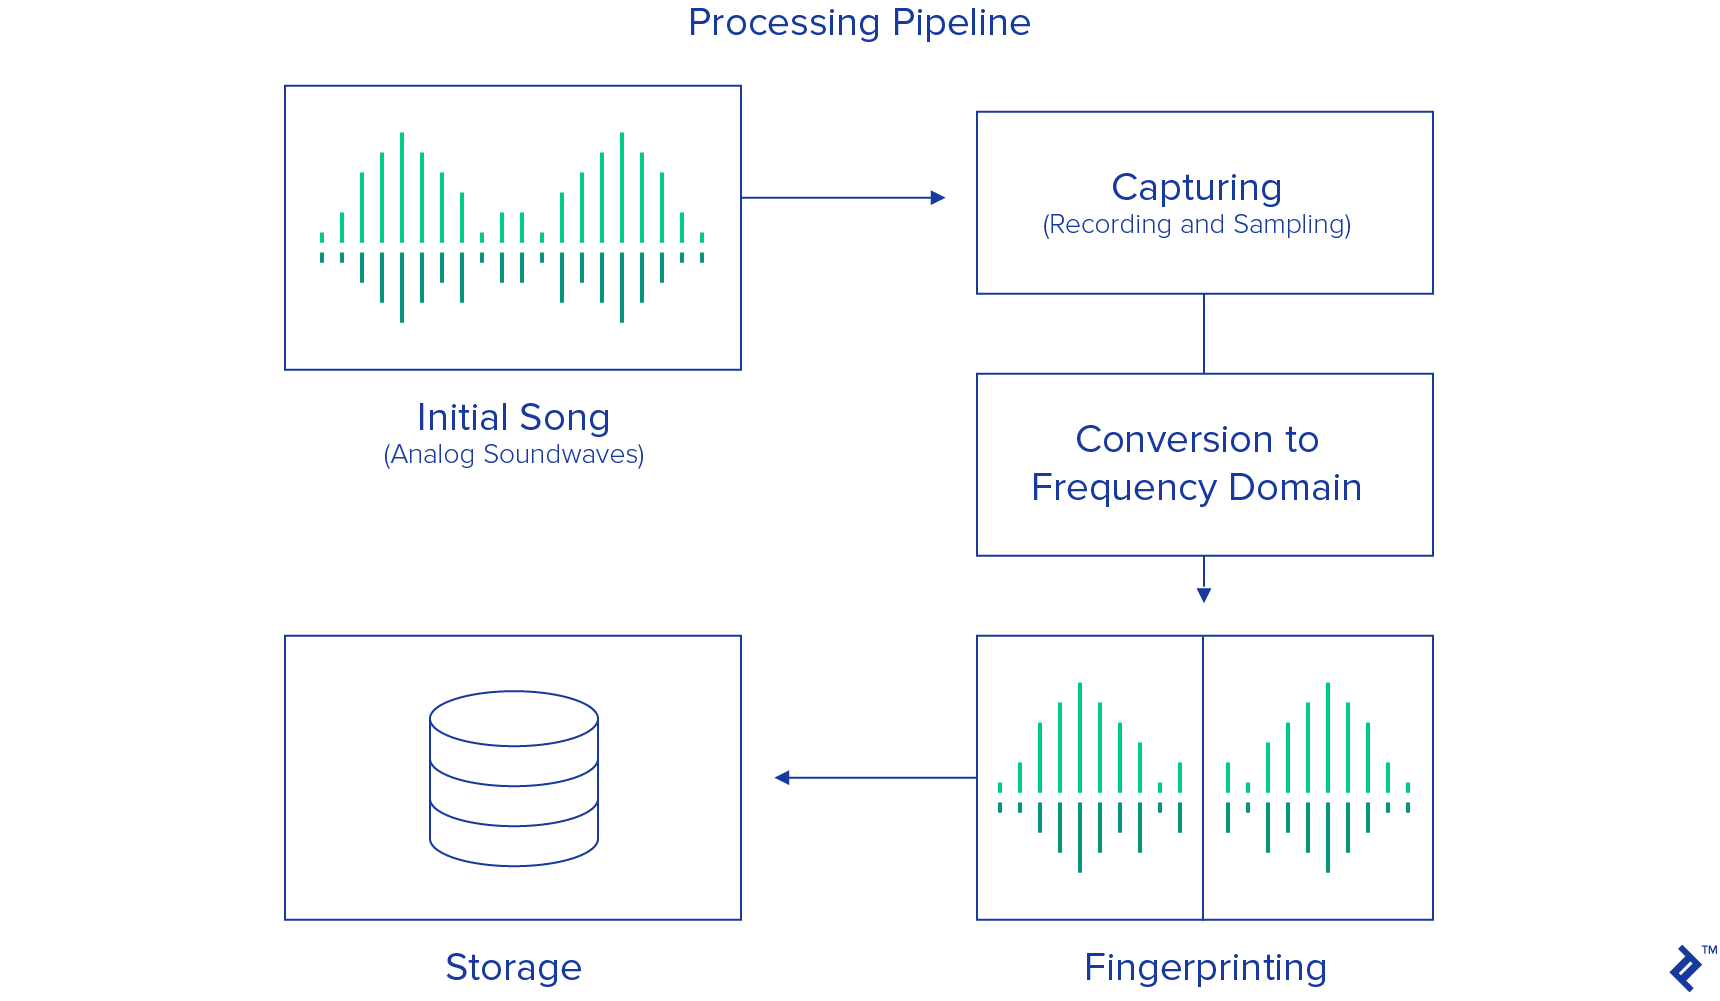 Processing Pipeline
Capturing
(Recording and Sampling)
Initial Song
(Analog Soundwaves)
Conversion to
Frequency Domain
Storage
Fingerprinting
TM